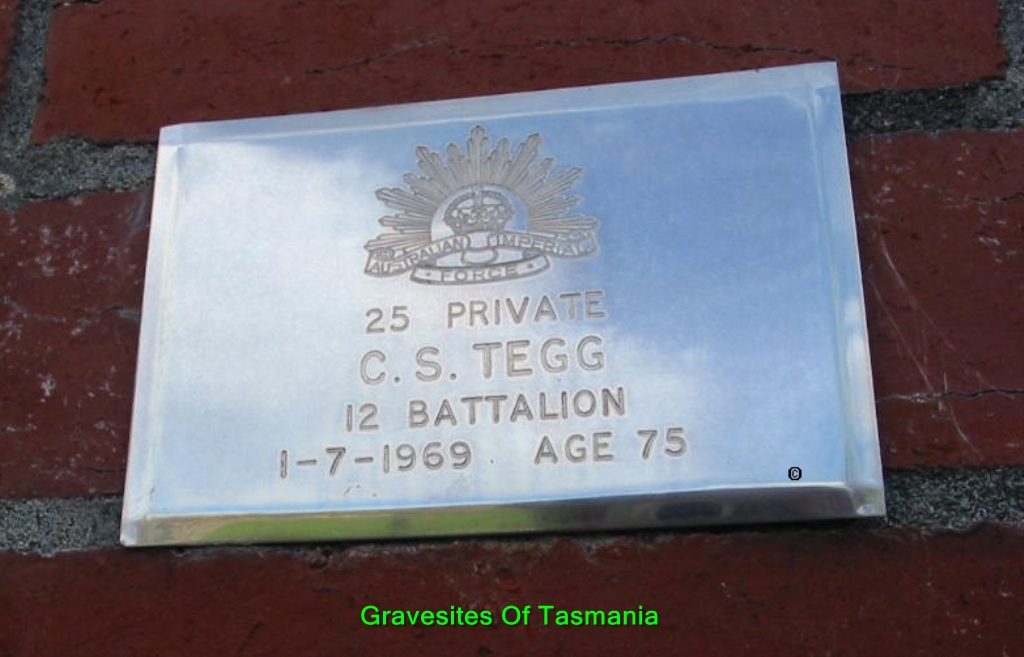 AUSTRALIAN IMPERIAL
FORCE
25 PRIVATE
C. S. TEGG
12 BATTALION
1-7-1969 AGE 75
©
Gravesites Of Tasmania